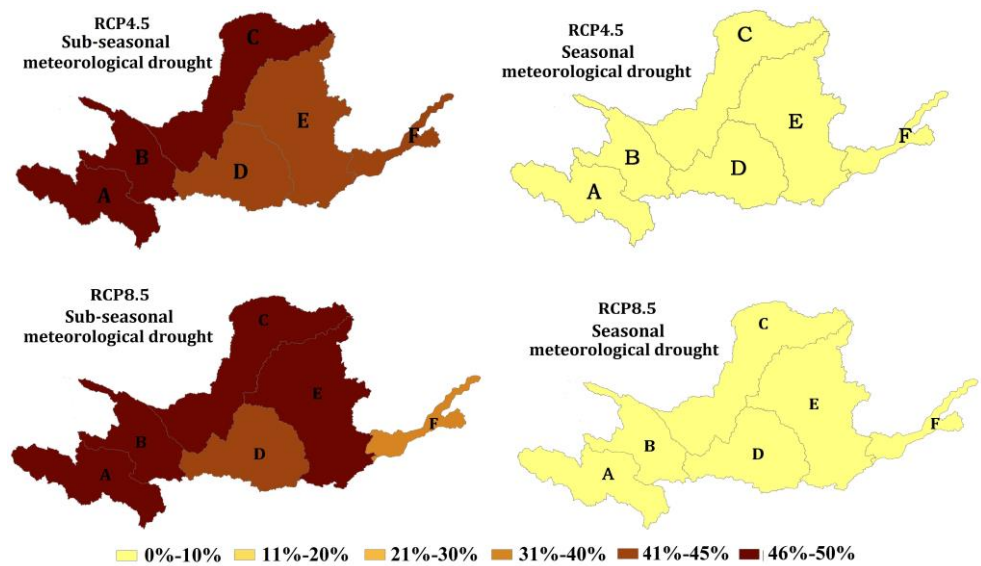 RCP4.5
Sub-seasonal
meteorological drought
C
E
F
B
D
A
RCP4.5
Seasonal
meteorological drought
C
E
F
B
D
A
RCP8.5
Sub-seasonal
meteorological drought
C
E
F
B
D
A
RCP8.5
Seasonal
meteorological drought
C
E
F
B
D
A
0%-10% 11%-20% 21%-30% 31%-40% 41%-45% 46%-50%